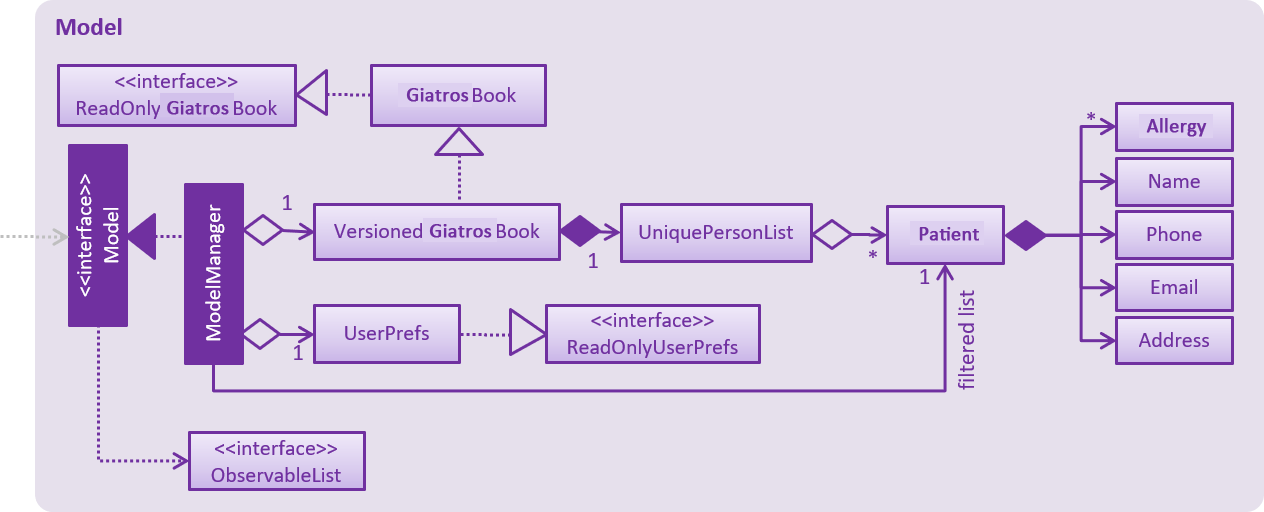 Model
<<interface>>
ReadOnly Giatros Book
Giatros Book
<<interface>>
Model
ModelManager
1
Versioned Giatros Book
1
UniquePersonList
*
Patient
1
filtered list
*
Allergy
Name
Phone
Email
Address
1
UserPrefs
<<interface>>
ReadOnlyUserPrefs
<<interface>>
ObservableList